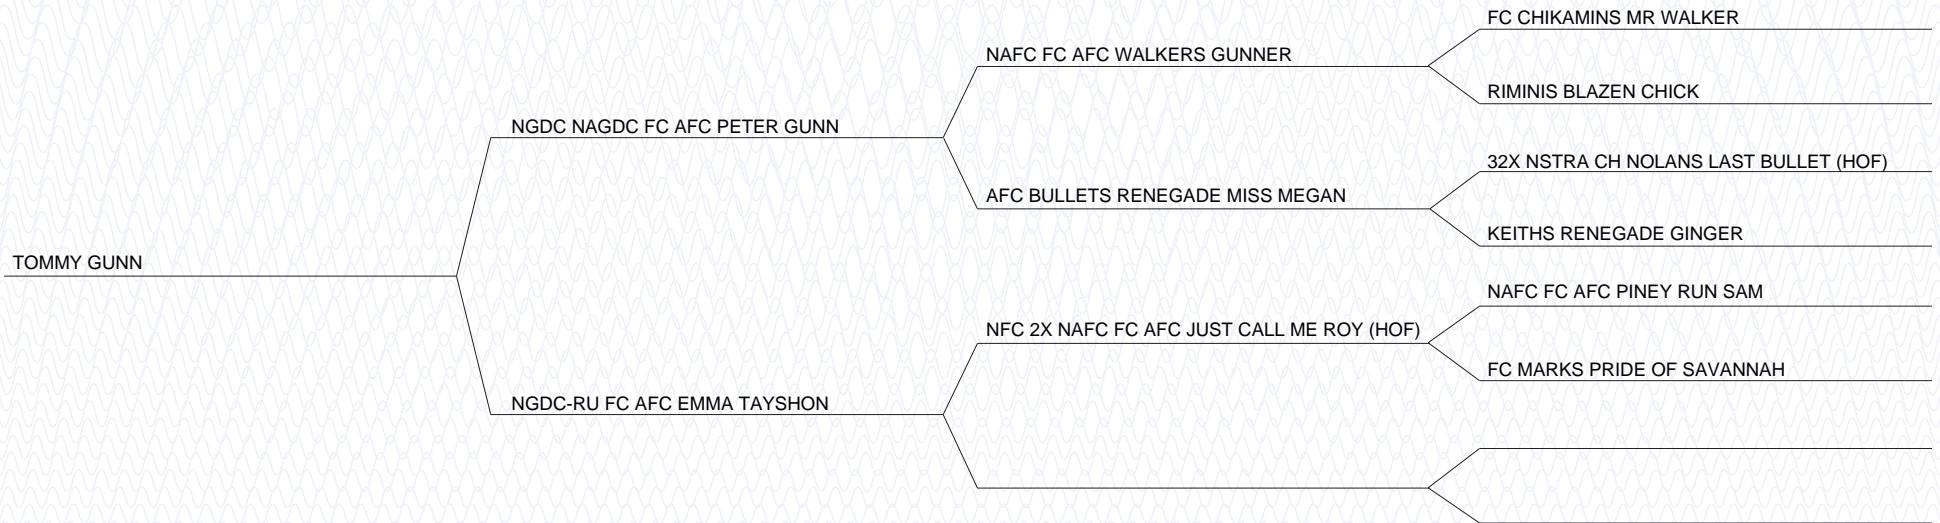 FC CHIKAMINS MR WALKER
NAFC FC AFC WALKERS GUNNER
RIMINIS BLAZEN CHICK
NGDC NAGDC FC AFC PETER GUNN
32X NSTRA CH NOLANS LAST BULLET (HOF)
AFC BULLETS RENEGADE MISS MEGAN
KEITHS RENEGADE GINGER
TOMMY GUNN
NAFC FC AFC PINEY RUN SAM
NFC 2X NAFC FC AFC JUST CALL ME ROY (HOF)
FC MARKS PRIDE OF SAVANNAH
NGDC-RU FC AFC EMMA TAYSHON